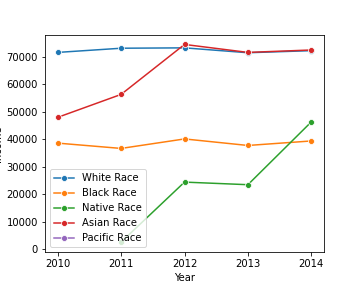 70000
60000
50000
40000
30000
20000
10000
0
White Race
Black Race
Native Race
Asian Race
Pacific Race
2010 2011 2012 2013 2014
Year